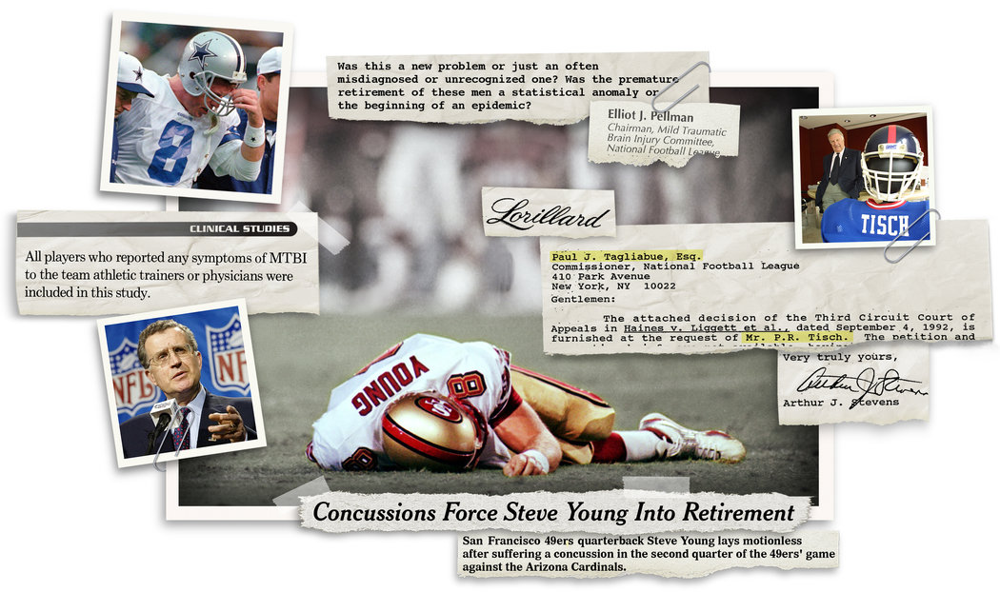 Was this a new problem or just an often
misdiagnosed or unrecognized one? Was the premature
retirement of these men a statistical anomaly or
the beginning of an epidemic?
Elliot J. Pellman
Chairman, Mild Traumatic
Brain Injury Committee,
National Football League
8
CLINICAL STUDIES
All players who reported any symptoms of MTBI
to the team athletic trainers or physicians were
included in this study.
Lorillard
TISCH
Paul J. Tagliabue, Esq.
Commissioner, National Football League
410 Park Avenue
New York, NY 10022
Gentlemen:
The attached decision of the Third Circuit Court of
Appeals in Haines v. Liggett et al., dated September 4, 1992, is
furnished at the request of Mr. P.R. Tisch. The petition and
Very truly yours,
Arthur J. Stevens
Arthur J. Stevens
NFL
NF
YOUNG
8
8
Concussions Force Steve Young Into Retirement
San Francisco 49ers quarterback Steve Young lays motionless
after suffering a concussion in the second quarter of the 49ers' game
against the Arizona Cardinals.